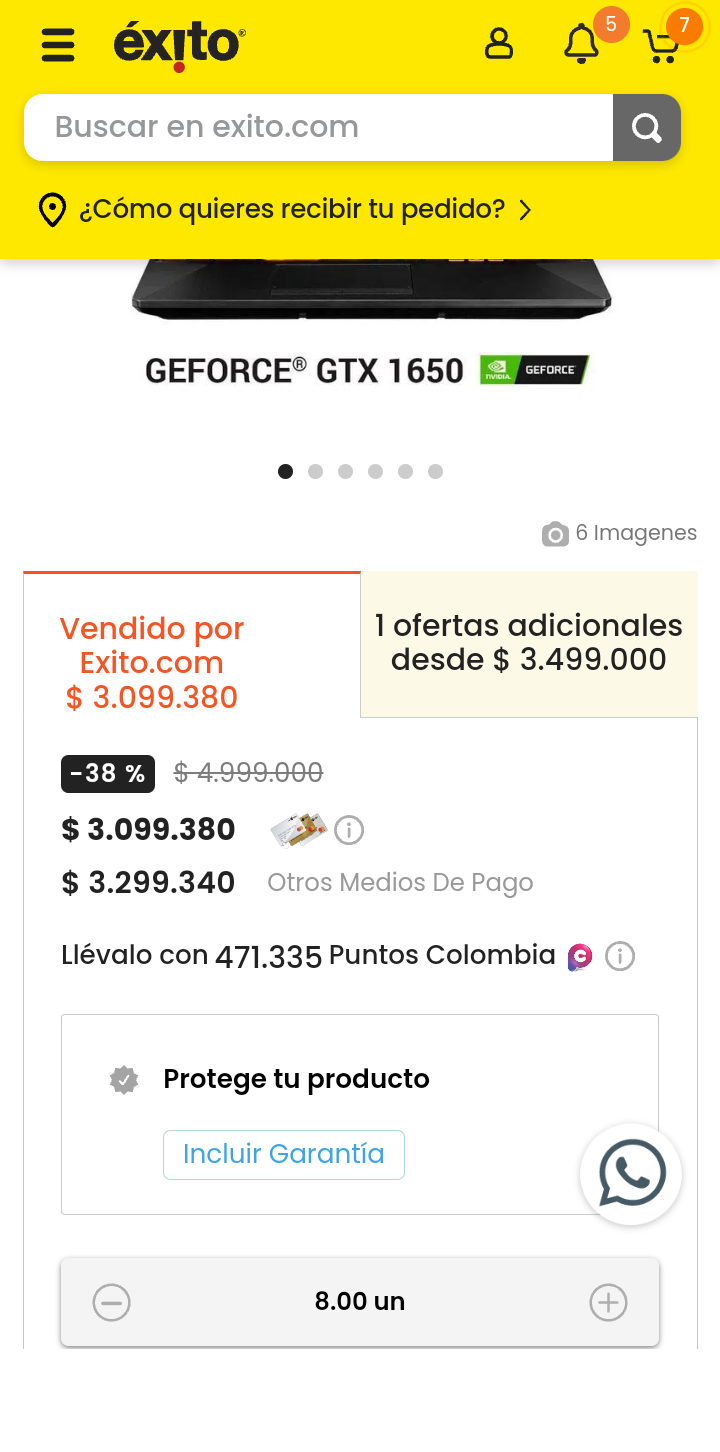 éxito®
5
7
Buscar en exito.com
¿Cómo quieres recibir tu pedido?
GEFORCE® GTX 1650
NVIDIA.
GEFORCE
6 Imagenes
Vendido por
Exito.com
$ 3.099.380
1 ofertas adicionales
desde $ 3.499.000
-38 % $ 4.999.000
$ 3.099.380
$ 3.299.340 Otros Medios De Pago
Llévalo con 471.335 Puntos Colombia
Protege tu producto
Incluir Garantía
8.00 un